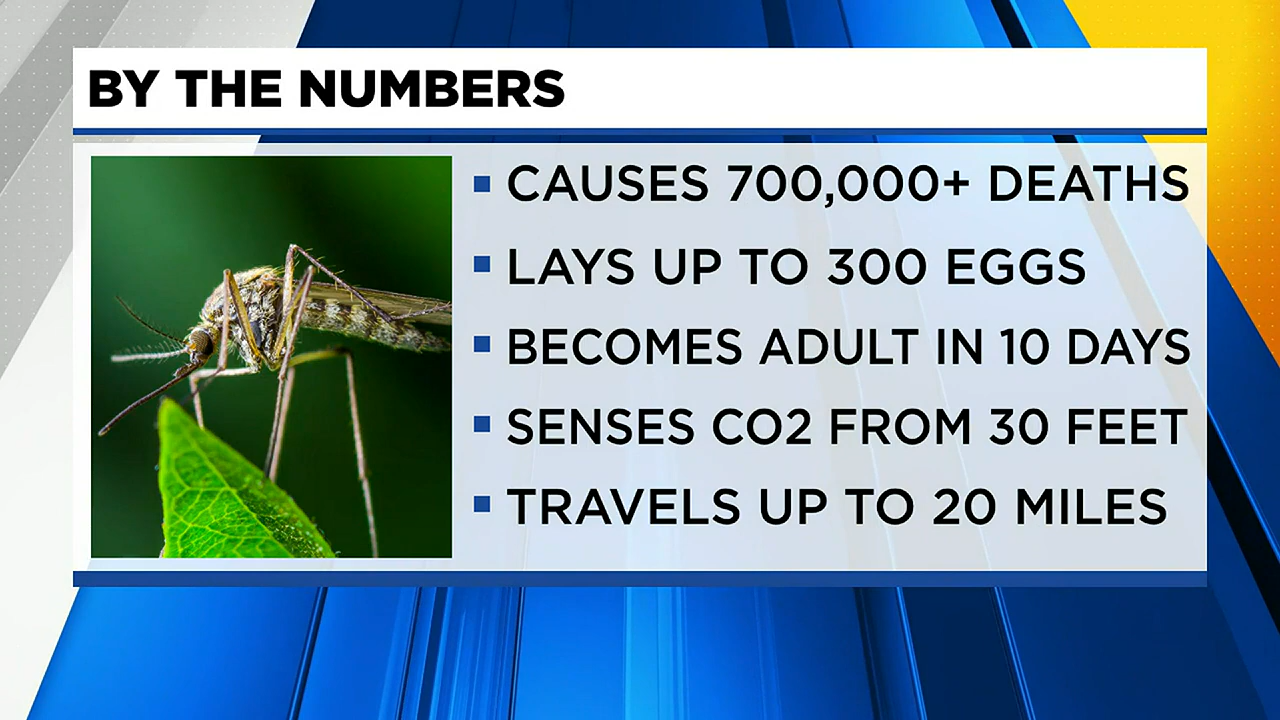 BY THE NUMBERS
CAUSES 700,000+ DEATHS
LAYS UP TO 300 EGGS
BECOMES ADULT IN 10 DAYS
SENSES CO2 FROM 30 FEET
TRAVELS UP TO 20 MILES